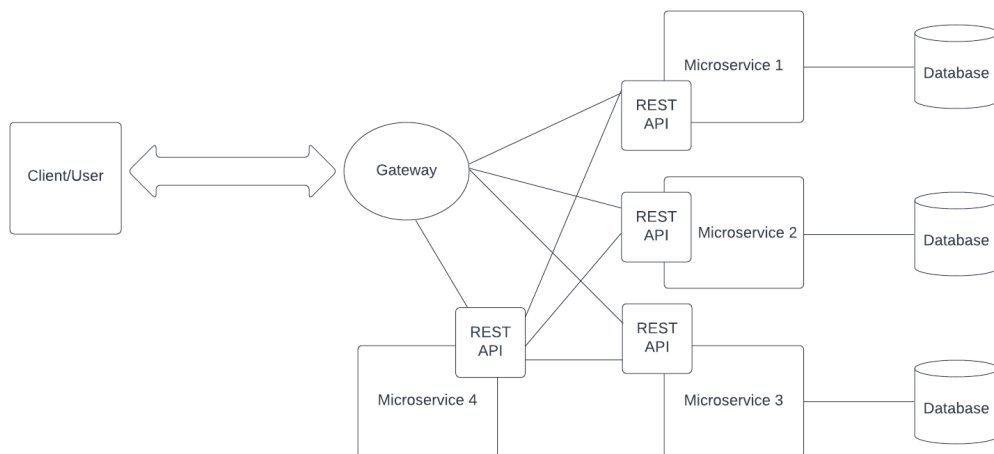 Microservice 1
Database
REST
API
Client/User
Gateway
REST
API
Microservice 2
Database
REST
API
REST
API
Microservice 4
Microservice 3
Database